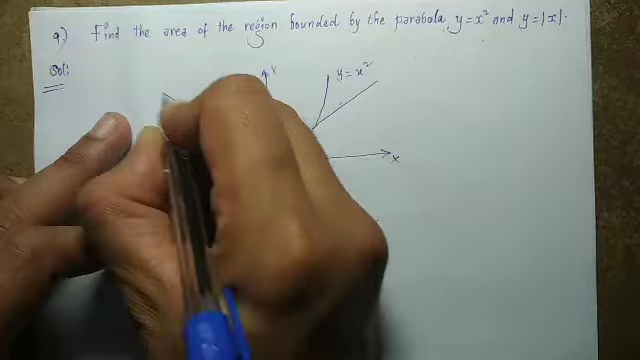 9) Find the area of the region bounded by the parabola y = x² and y = |x|.
Sol:
Y
y = x²
X